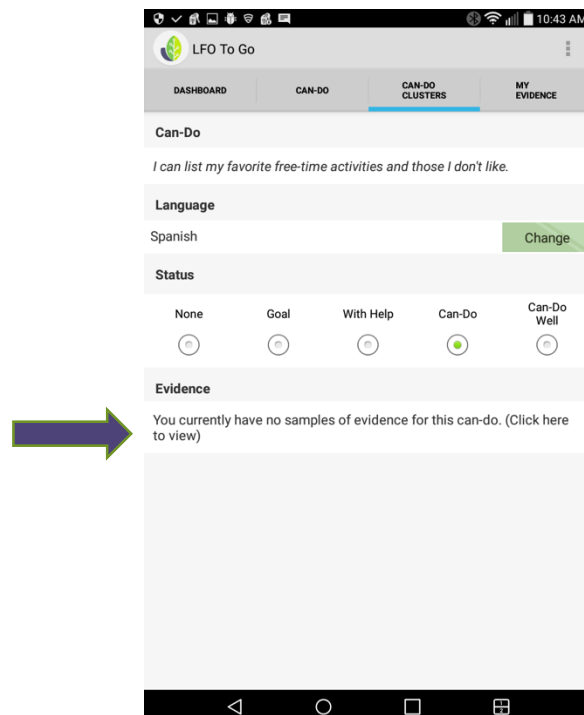 10:43 AM
LFO To Go
DASHBOARD
CAN-DO
CAN-DO
CLUSTERS
MY
EVIDENCE
Can-Do
I can list my favorite free-time activities and those I don't like.
Language
Spanish
Change
Status
None
Goal
With Help
Can-Do
Can-Do
Well
Evidence
You currently have no samples of evidence for this can-do. (Click here
to view)